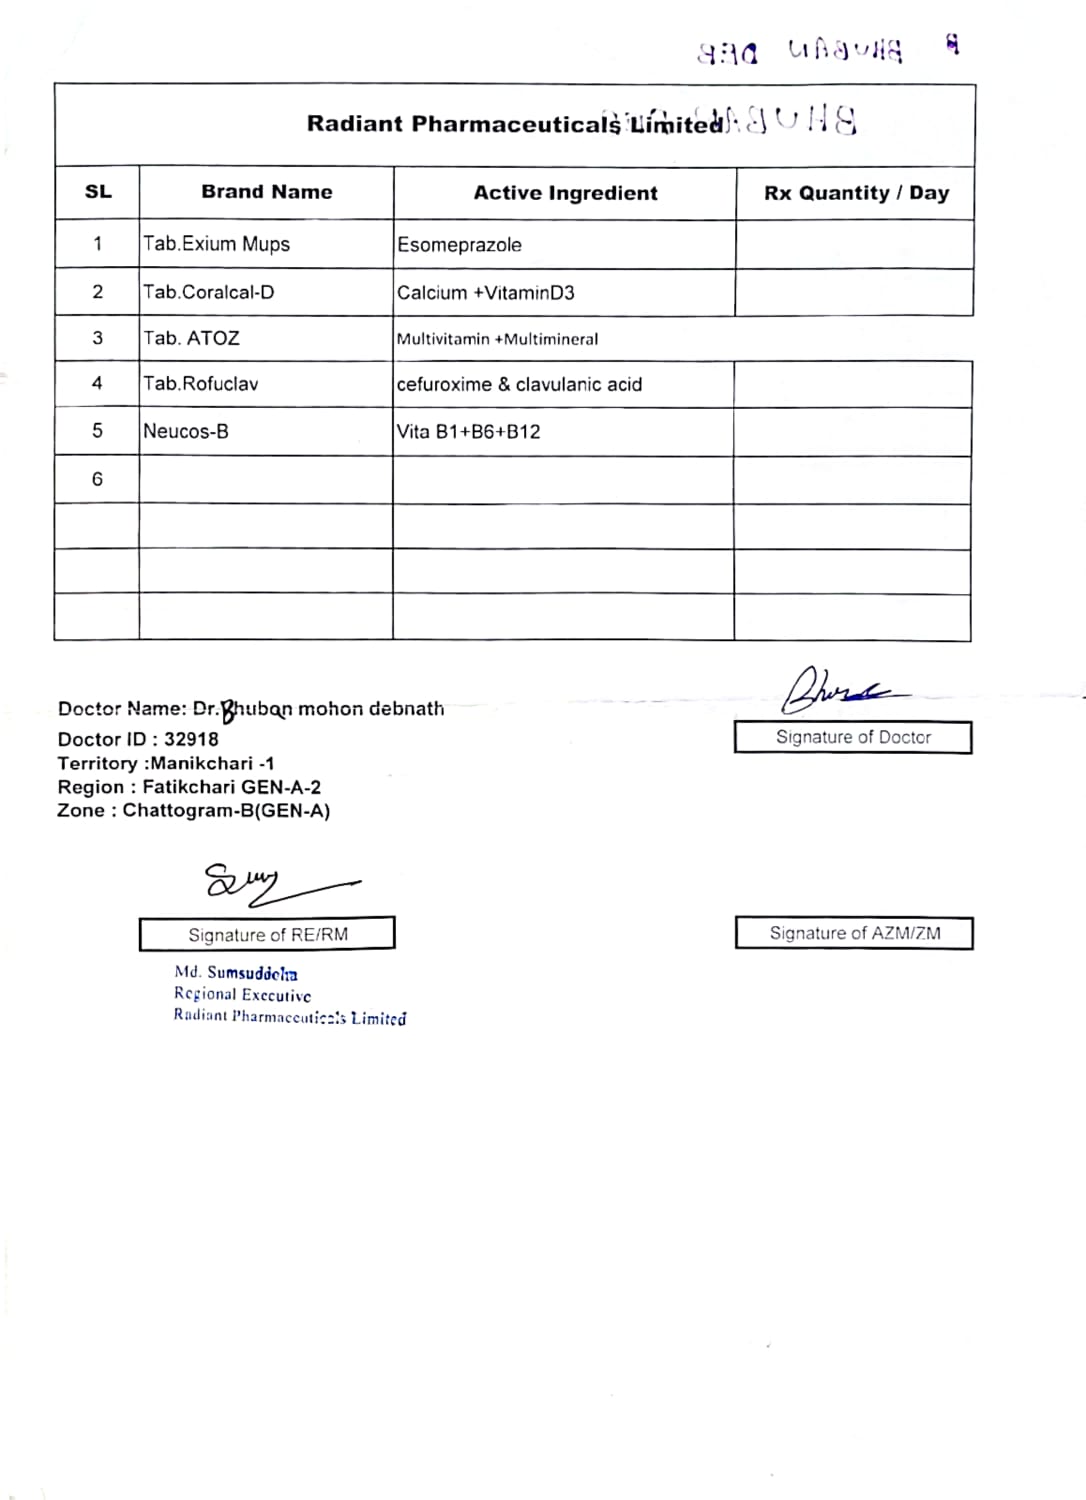 Radiant Pharmaceuticals Limited
SL Brand Name Active Ingredient Rx Quantity / Day
1 Tab.Exium Mups Esomeprazole
2 Tab.Coralcal-D Calcium +VitaminD3
3 Tab. ATOZ Multivitamin +Multimineral
4 Tab.Rofuclav cefuroxime & clavulanic acid
5 Neucos-B Vita B1+B6+B12
6
Doctor Name: Dr.Bhuban mohon debnath
Signature of Doctor
Doctor ID : 32918
Territory :Manikchari -1
Region : Fatikchari GEN-A-2
Zone : Chattogram-B(GEN-A)
Signature of RE/RM
Signature of AZM/ZM
Md. Sumsuddoha
Regional Executive
Radiant Pharmaceuticals Limited